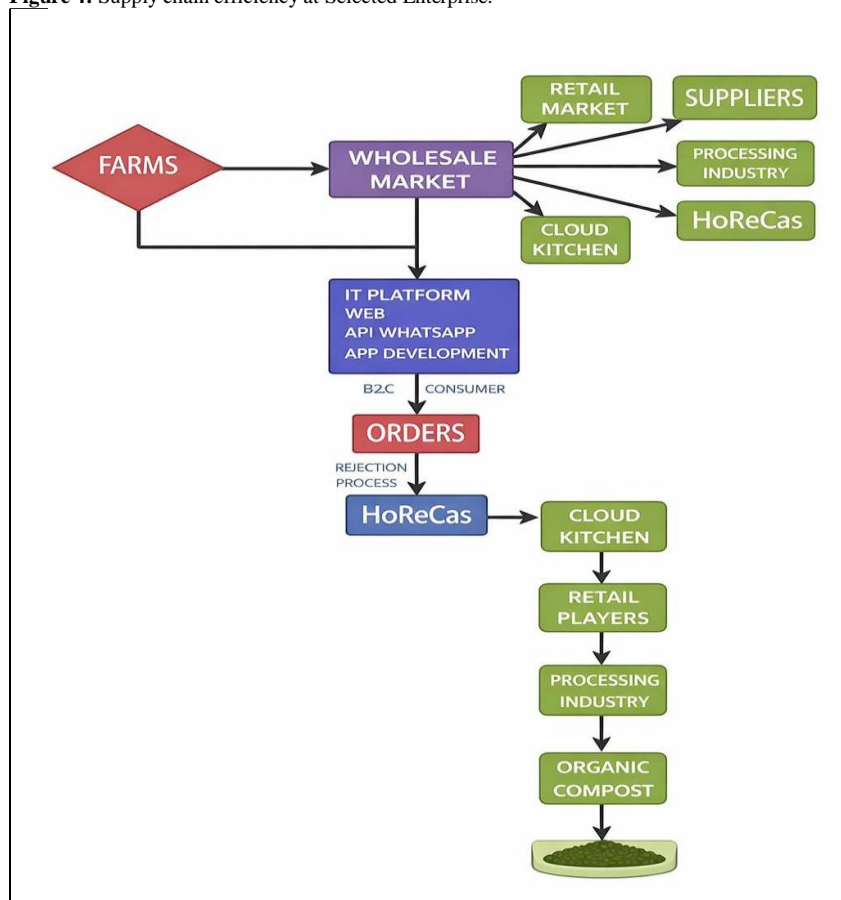 Supply chain efficiency at Selected Enterprise.
RETAIL
MARKET
SUPPLIERS
FARMS
WHOLESALE
MARKET
PROCESSING
INDUSTRY
HoReCas
CLOUD
KITCHEN
IT PLATFORM
WEB
API WHATSAPP
APP DEVELOPMENT
B2C CONSUMER
ORDERS
REJECTION
PROCESS
HoReCas
CLOUD
KITCHEN
RETAIL
PLAYERS
PROCESSING
INDUSTRY
ORGANIC
COMPOST